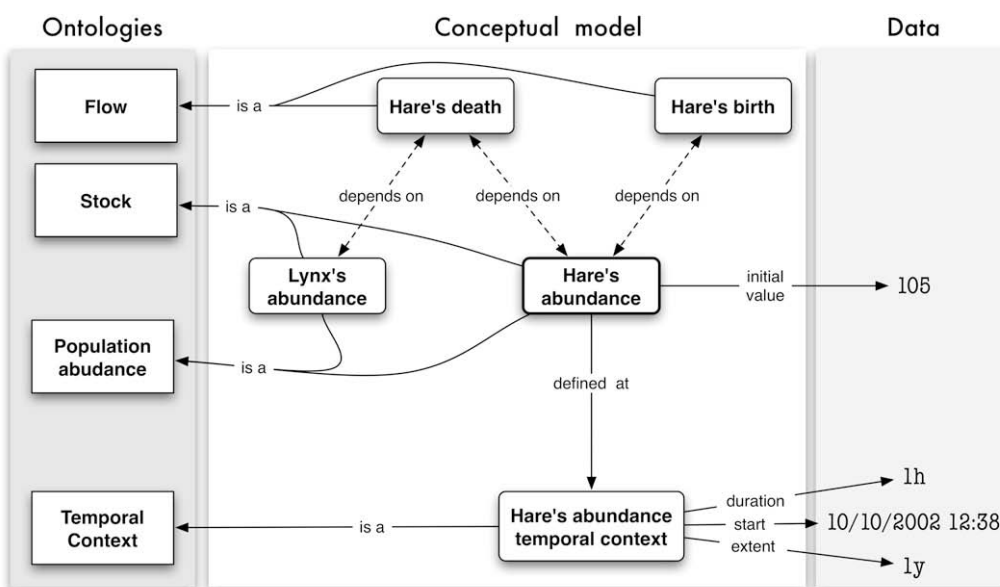 Ontologies
Conceptual model
Data
Flow
is a
Hare's death
Hare's birth
depends on
depends on
depends on
Stock
is a
Lynx's
abundance
Hare's
abundance
initial
value
105
Population
abudance
is a
defined at
Temporal
Context
is a
Hare's abundance
temporal context
duration
1h
start
10/10/2002 12:38
extent
1y